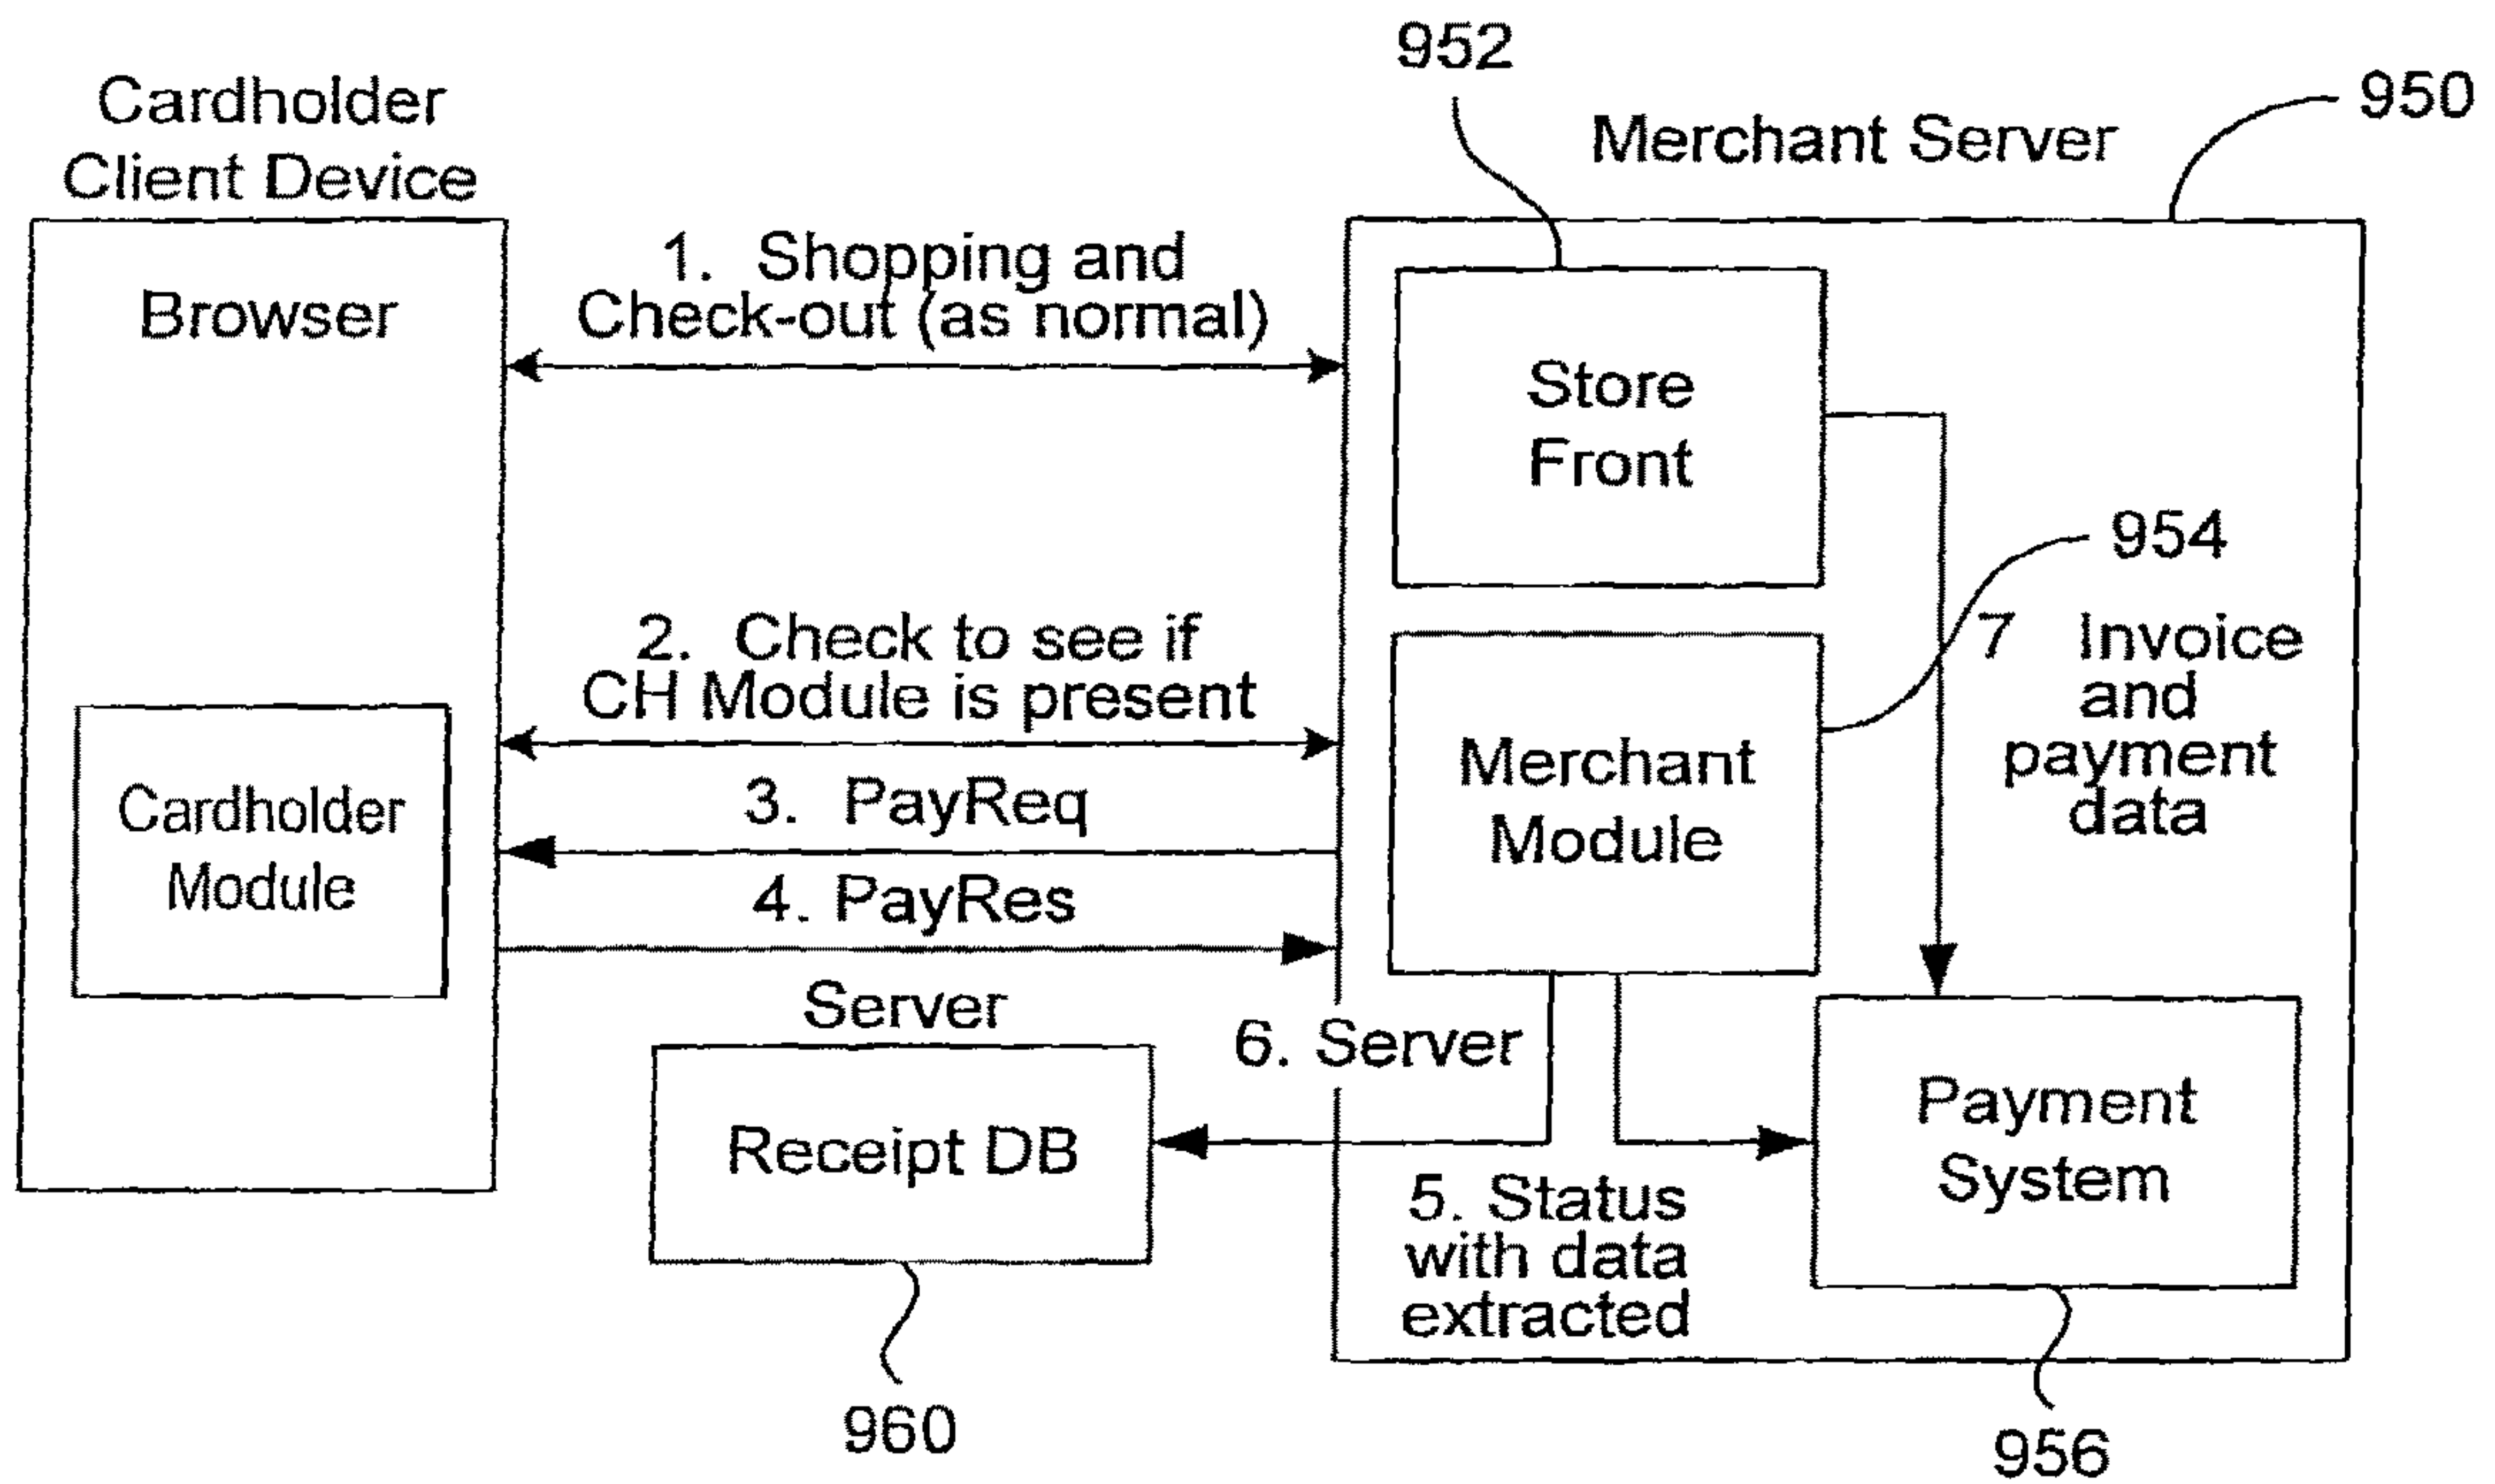 952
950
Cardholder
Client Device
Merchant Server
Browser
1. Shopping and
Check-out (as normal)
Store
Front
954
2. Check to see if
CH Module is present
7 Invoice
and
payment
data
Cardholder
Module
3. PayReq
Merchant
Module
4. PayRes
Server
6. Server
Receipt DB
Payment
System
5. Status
with data
extracted
960
956